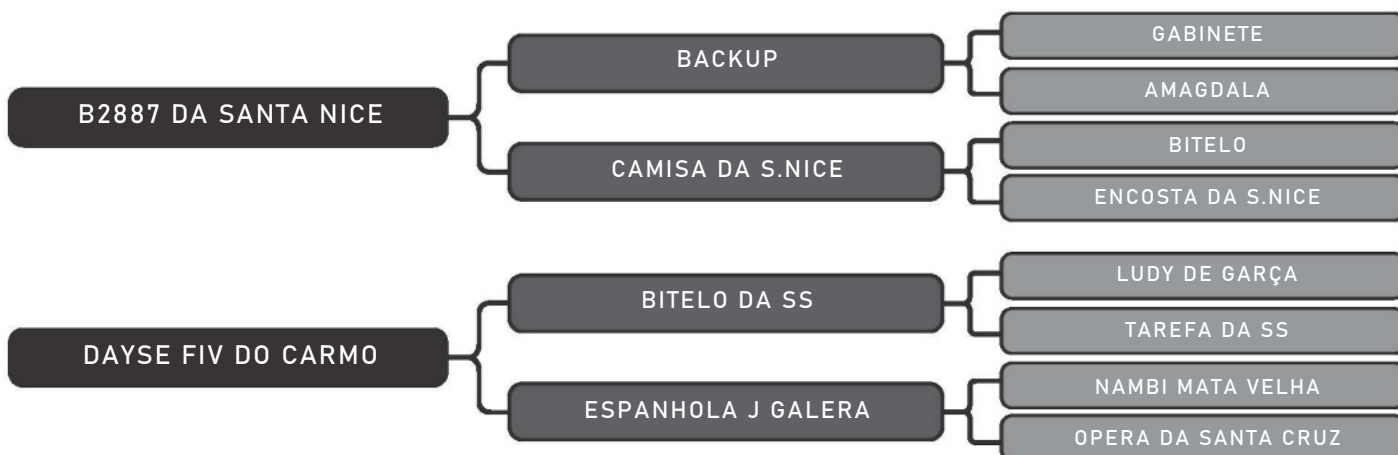 B2887 DA SANTA NICE
BACKUP
CAMISA DA S.NICE
GABINETE
AMAGDALA
BITELO
ENCOSTA DA S.NICE
DAYSE FIV DO CARMO
BITELO DA SS
ESPANHOLA J GALERA
LUDY DE GARÇA
TAREFA DA SS
NAMBI MATA VELHA
OPERA DA SANTA CRUZ